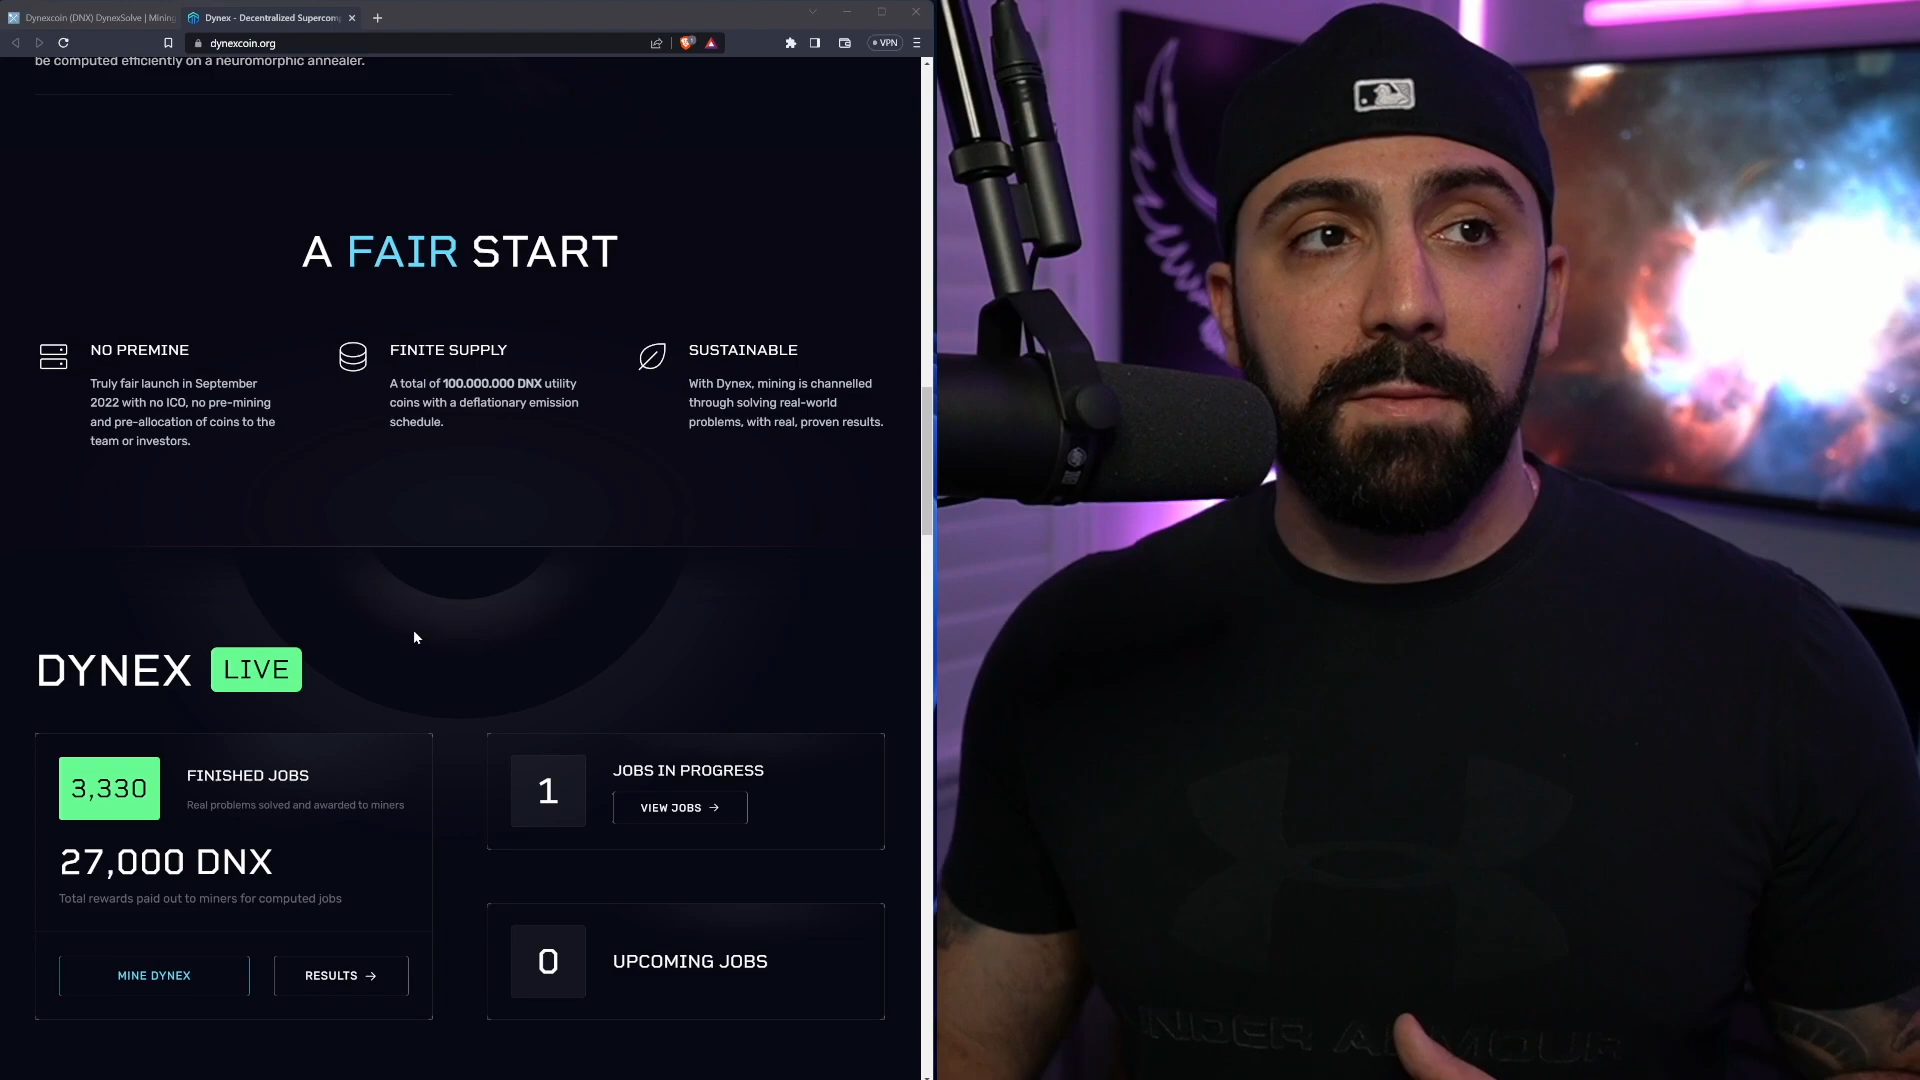 Dynexcoin (DNX) DynexSolve | Mining
Dynex - Decentralized Supercom
dynexcoin.org
VPN
be computed efficiently on a neuromorphic annealer.
A FAIR START
NO PREMINE
Truly fair launch in September
2022 with no ICO, no pre-mining
and pre-allocation of coins to the
team or investors.
FINITE SUPPLY
A total of 100.000.000 DNX utility
coins with a deflationary emission
schedule.
SUSTAINABLE
With Dynex, mining is channelled
through solving real-world
problems, with real, proven results.
DYNEX LIVE
3,330
FINISHED JOBS
Real problems solved and awarded to miners
27,000 DNX
Total rewards paid out to miners for computed jobs
MINE DYNEX
RESULTS →
1
JOBS IN PROGRESS
VIEW JOBS →
0
UPCOMING JOBS
UNDER ARMOUR